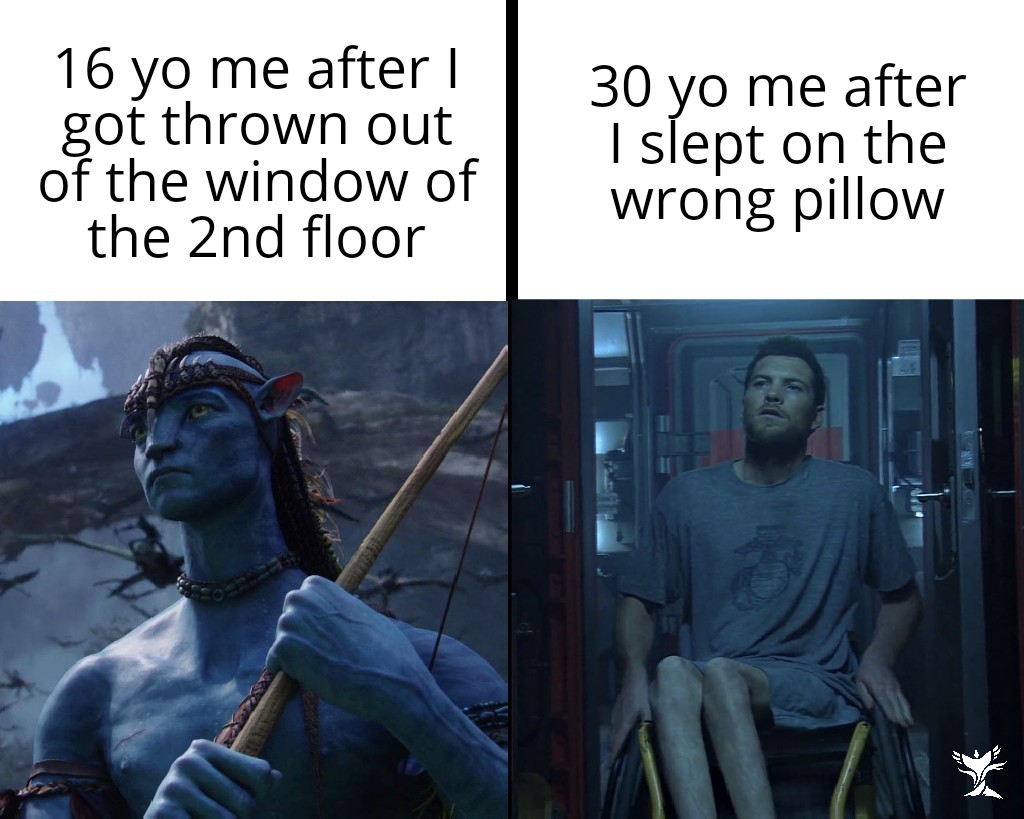 16 yo me after I
got thrown out
of the window of
the 2nd floor
30 yo me after
I slept on the
wrong pillow